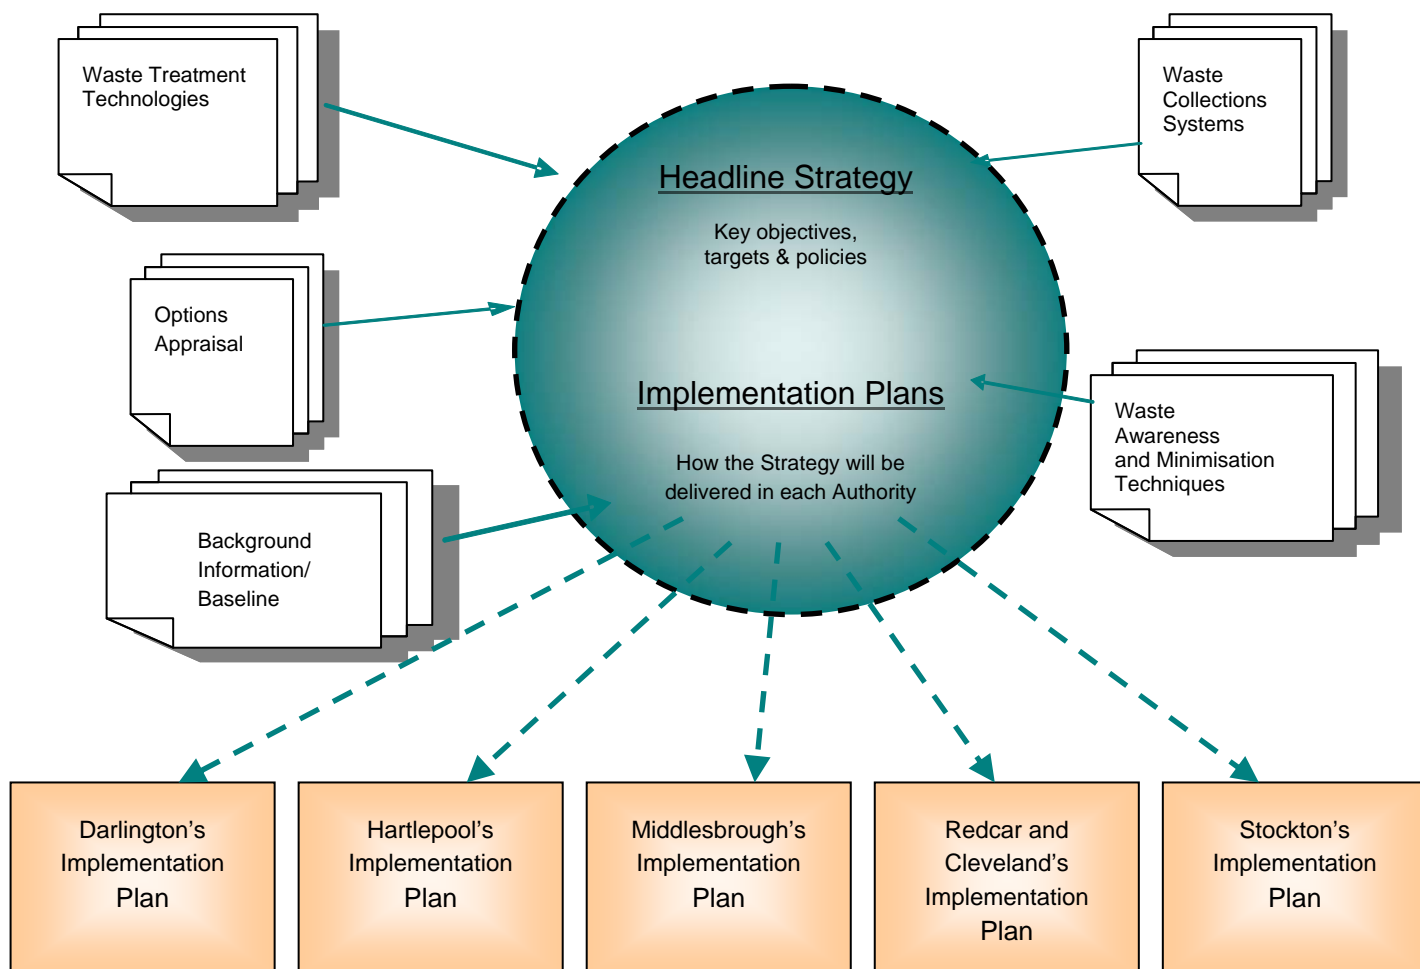 Waste Treatment
Technologies
Waste
Collections
Systems
Headline Strategy
Key objectives,
targets & policies
Options
Appraisal
Implementation Plans
How the Strategy will be
delivered in each Authority
Waste
Awareness
and Minimisation
Techniques
Background
Information/
Baseline
Darlington’s
Implementation
Plan
Hartlepool’s
Implementation
Plan
Middlesbrough’s
Implementation
Plan
Redcar and
Cleveland’s
Implementation
Plan
Stockton’s
Implementation
Plan